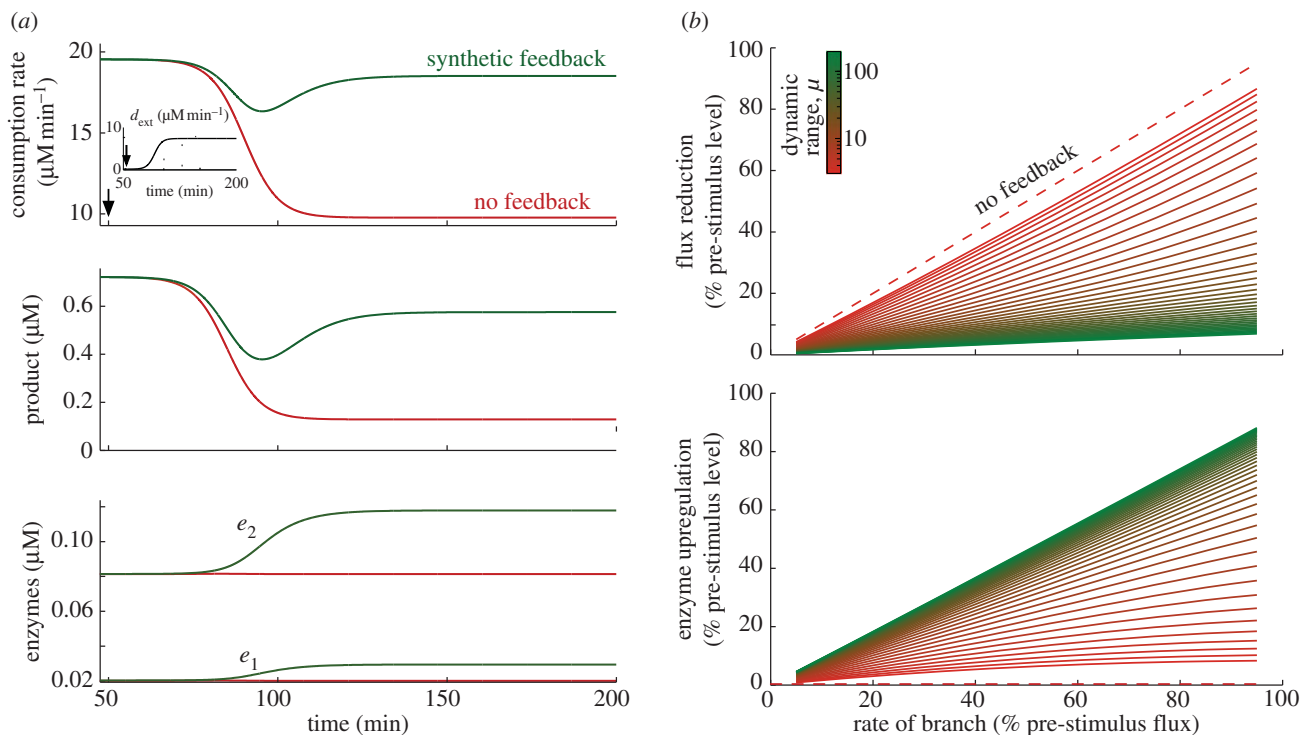 (a)
consumption rate
(µM min⁻¹)
20
15
10
synthetic feedback
no feedback
d_ext (µM min⁻¹)
10
0
50
200
time (min)
product (µM)
0.6
0.4
0.2
0
enzymes (µM)
0.10
0.06
0.02
e₂
e₁
50
100
150
200
time (min)
(b)
flux reduction
(% pre-stimulus level)
100
80
60
40
20
0
dynamic
range, µ
100
10
no feedback
enzyme upregulation
(% pre-stimulus level)
100
80
60
40
20
0
0
20
40
60
80
100
rate of branch (% pre-stimulus flux)